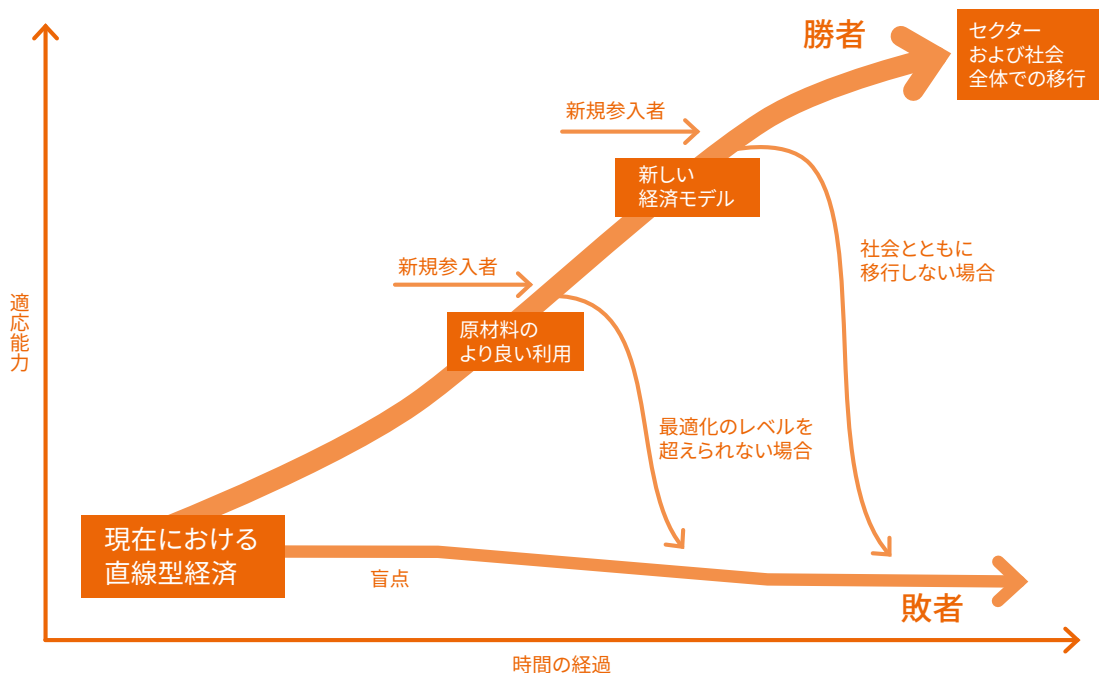 勝者
セクター
および社会
全体での移行
新規参入者
新しい
経済モデル
社会とともに
移行しない場合
新規参入者
適応能力
原材料の
より良い利用
最適化のレベルを
超えられない場合
現在における
直線型経済
盲点
敗者
時間の経過